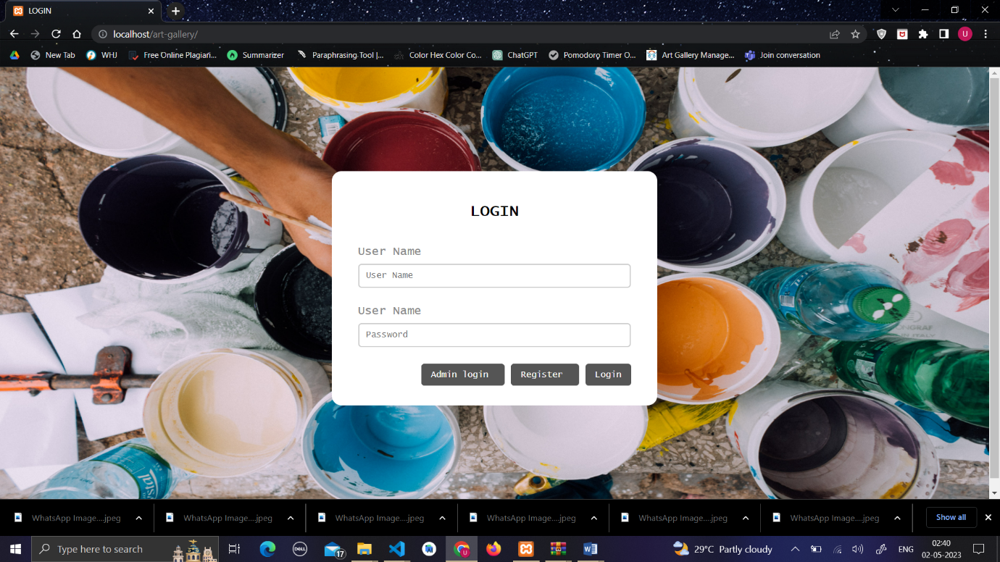 LOGIN
localhost/art-gallery/
U
New Tab
WHJ
Free Online Plagiari...
Summarizer
Paraphrasing Tool |...
Color Hex Color Co...
ChatGPT
Pomodoro Timer O...
Art Gallery Manage...
Join conversation
LOGIN
User Name
User Name
User Name
Password
Admin login
Register
Login
WhatsApp Image....jpeg
WhatsApp Image....jpeg
WhatsApp Image....jpeg
WhatsApp Image....jpeg
WhatsApp Image....jpeg
WhatsApp Image....jpeg
Show all
Type here to search
DELL
17
U
29°C Partly cloudy
ENG
02:40
02-05-2023